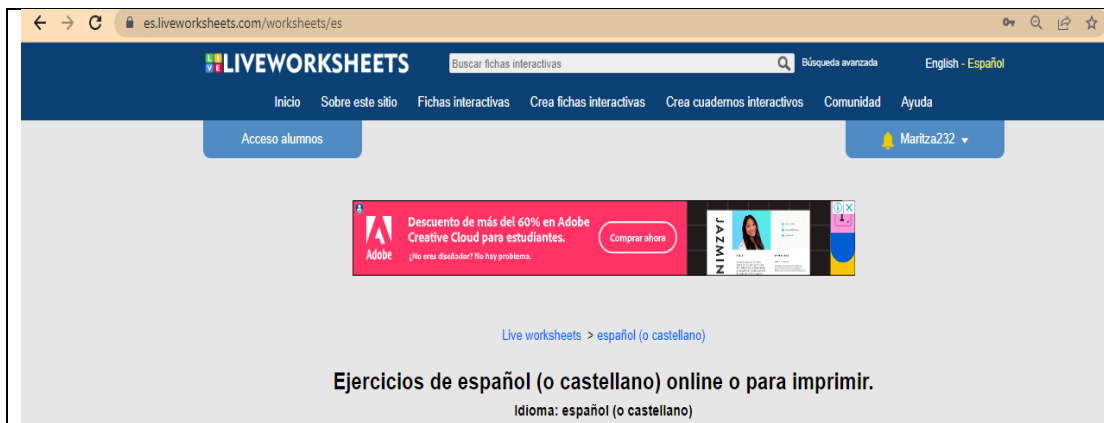 es.liveworksheets.com/worksheets/es
LIVE
LIVEWORKSHEETS
Buscar fichas interactivas
Búsqueda avanzada
English - Español
Inicio Sobre este sitio Fichas interactivas Crea fichas interactivas Crea cuadernos interactivos Comunidad Ayuda
Acceso alumnos
Maritza232
Adobe
Descuento de más del 60% en Adobe
Creative Cloud para estudiantes.
¿No eres diseñador? No hay problema.
Comprar ahora
JAZMIN
Live worksheets > español (o castellano)
Ejercicios de español (o castellano) online o para imprimir.
Idioma: español (o castellano)